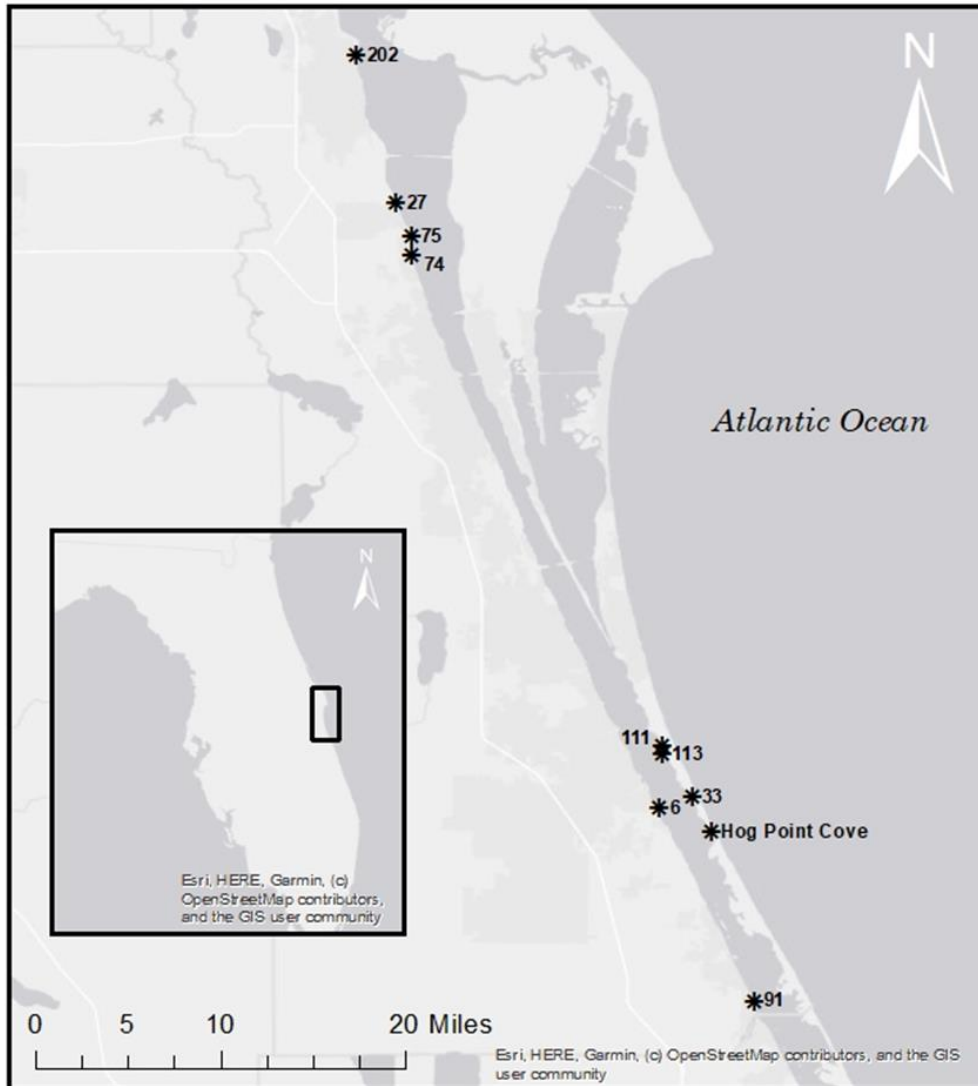 N
202
27
75
74
Atlantic Ocean
N
111
113
33
6
Hog Point Cove
Esri, HERE, Garmin, (c)
OpenStreetMap contributors,
and the GIS user community
91
0 5 10 20 Miles
Esri, HERE, Garmin, (c) OpenStreetMap contributors, and the GIS
user community